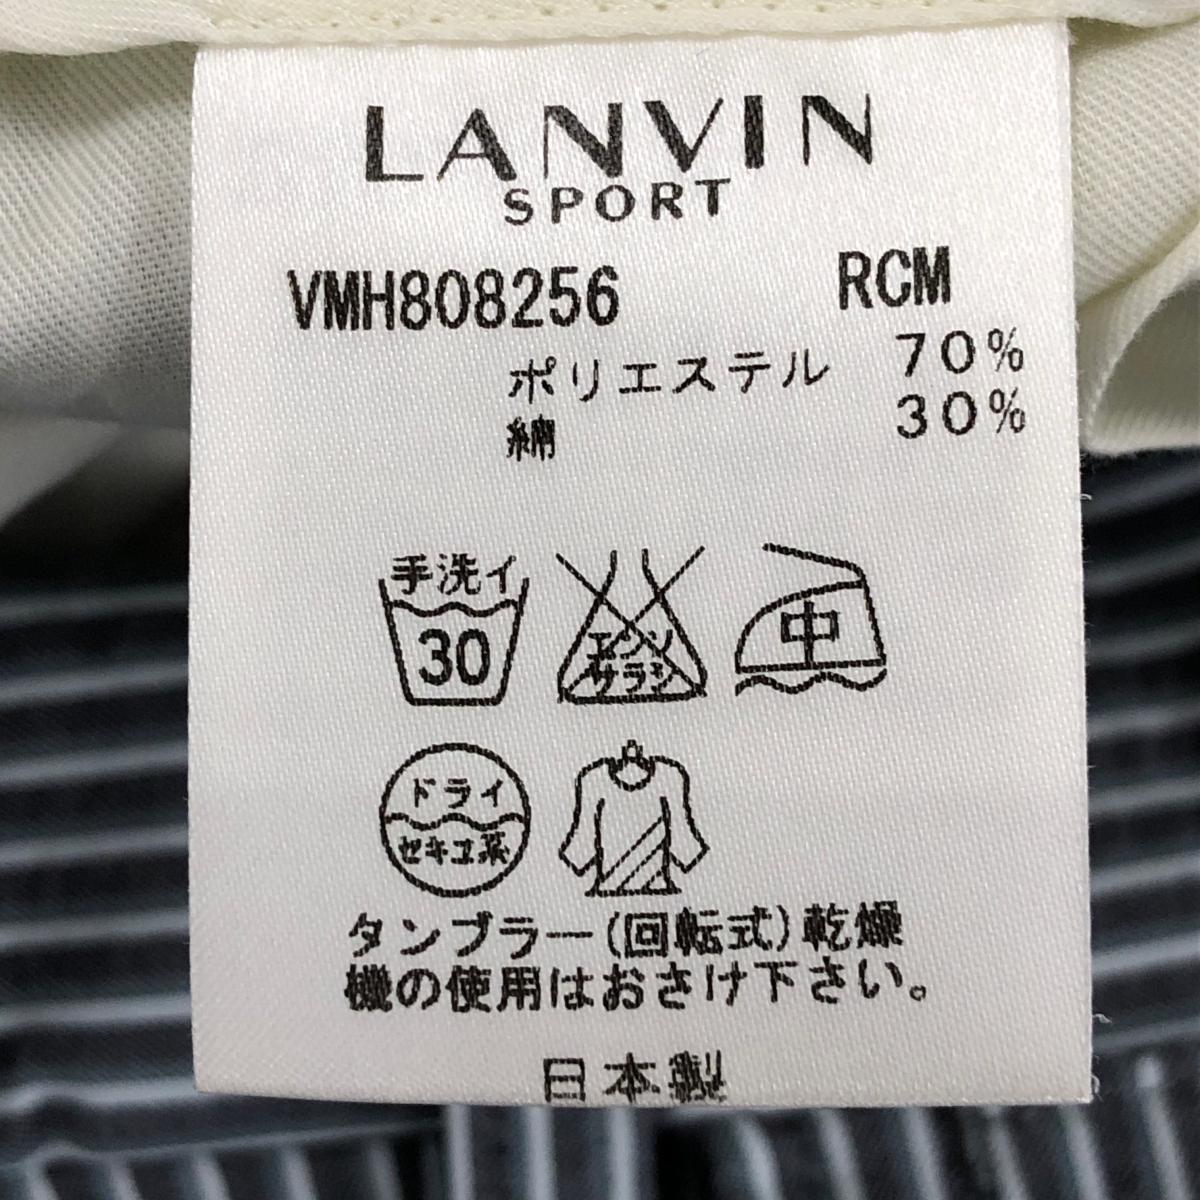 LANVIN
SPORT
VMH808256 RCM
ポリエステル 70%
綿 30%
手洗イ
30
エンソ
サラシ
中
ドライ
セキユ系
タンブラー(回転式)乾燥
機の使用はおさけ下さい。
日本製